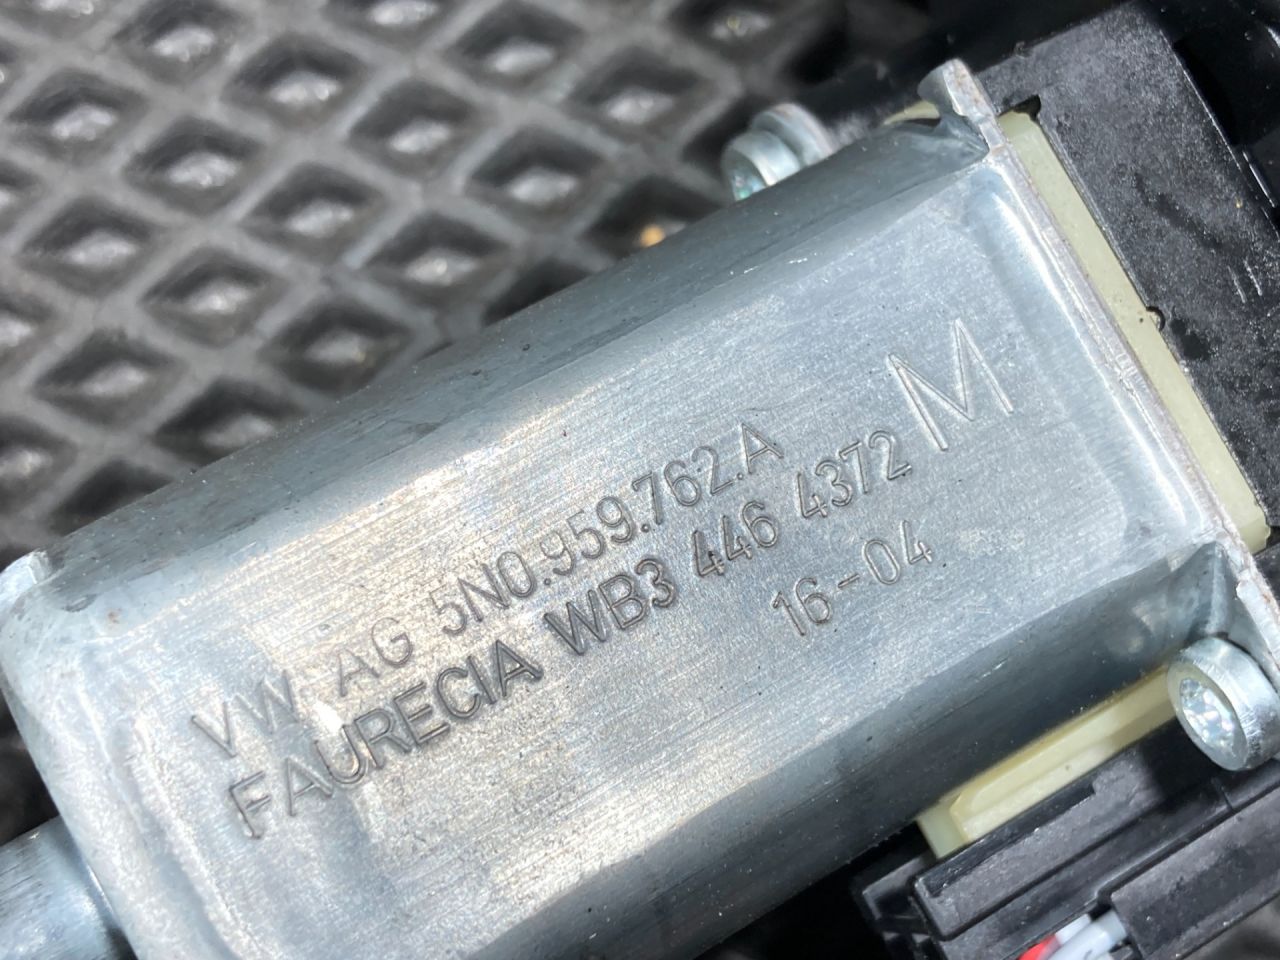 VW AG 5N0.959.762.A
FAURECIA WB3 446 4372 M
16-04